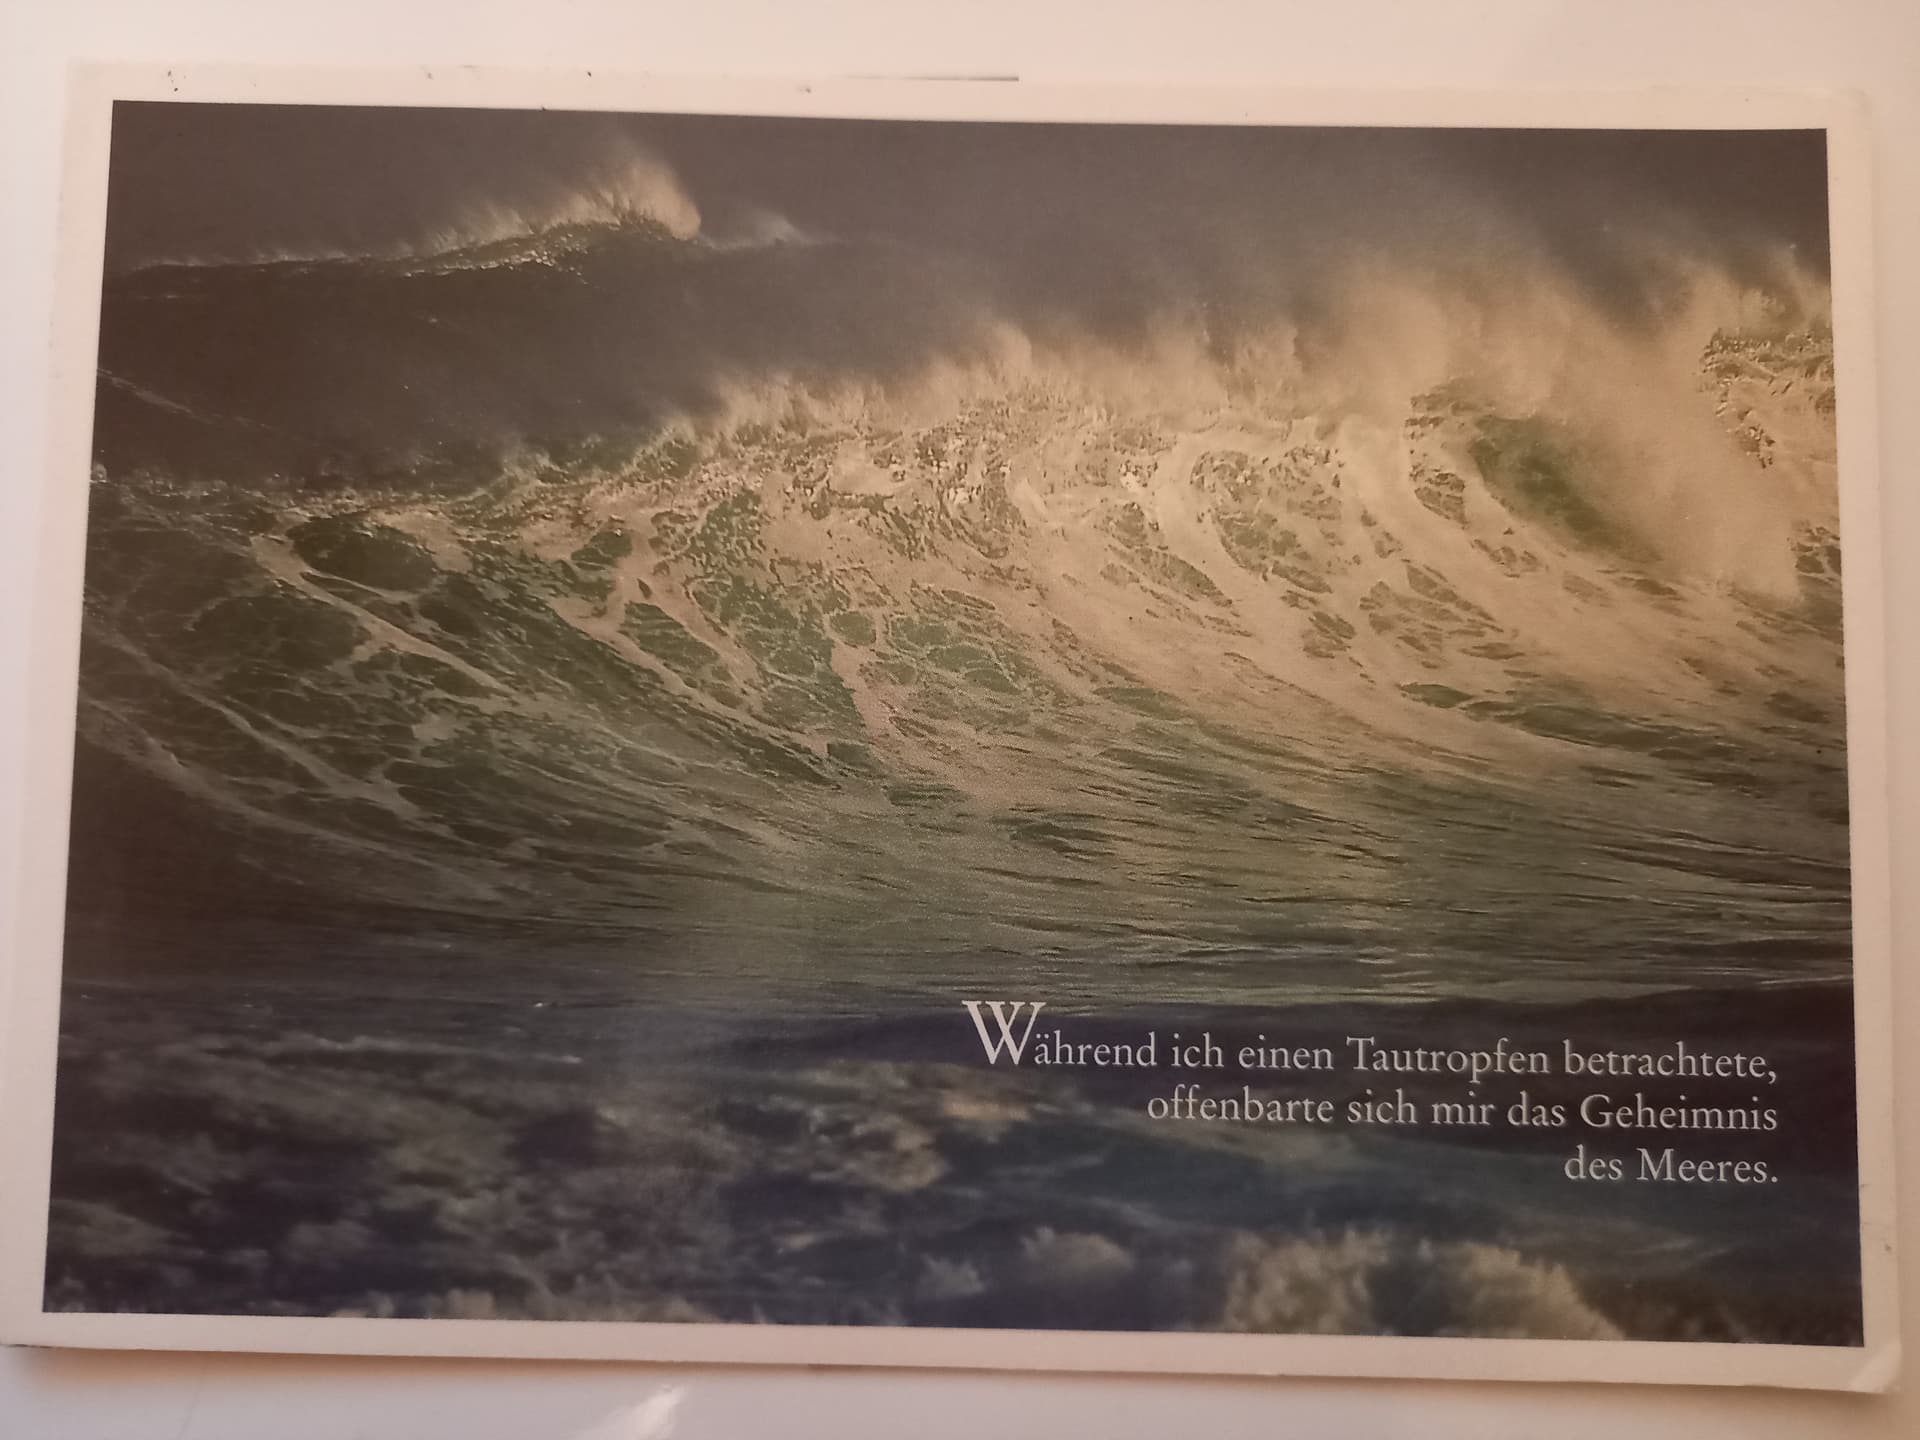 Während ich einen Tautropfen betrachtete,
offenbarte sich mir das Geheimnis
des Meeres.